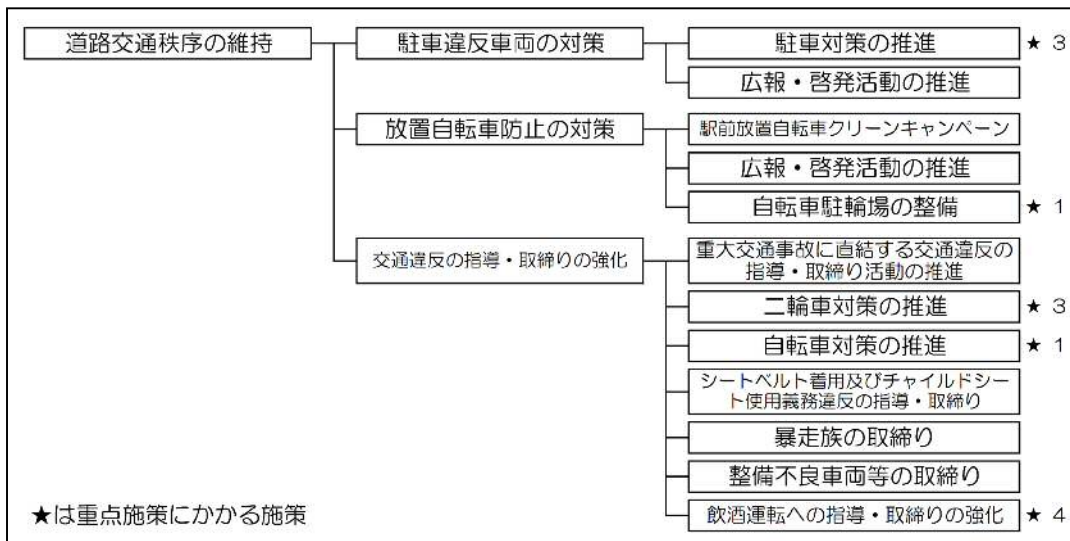 道路交通秩序の維持
駐車違反車両の対策
駐車対策の推進 ★ 3
広報・啓発活動の推進
放置自転車防止の対策
駅前放置自転車クリーンキャンペーン
広報・啓発活動の推進
自転車駐輪場の整備 ★ 1
交通違反の指導・取締りの強化
重大交通事故に直結する交通違反の
指導・取締り活動の推進
二輪車対策の推進 ★ 3
自転車対策の推進 ★ 1
シートベルト着用及びチャイルドシー
ト使用義務違反の指導・取締り
暴走族の取締り
整備不良車両等の取締り
飲酒運転への指導・取締りの強化 ★ 4
★は重点施策にかかる施策